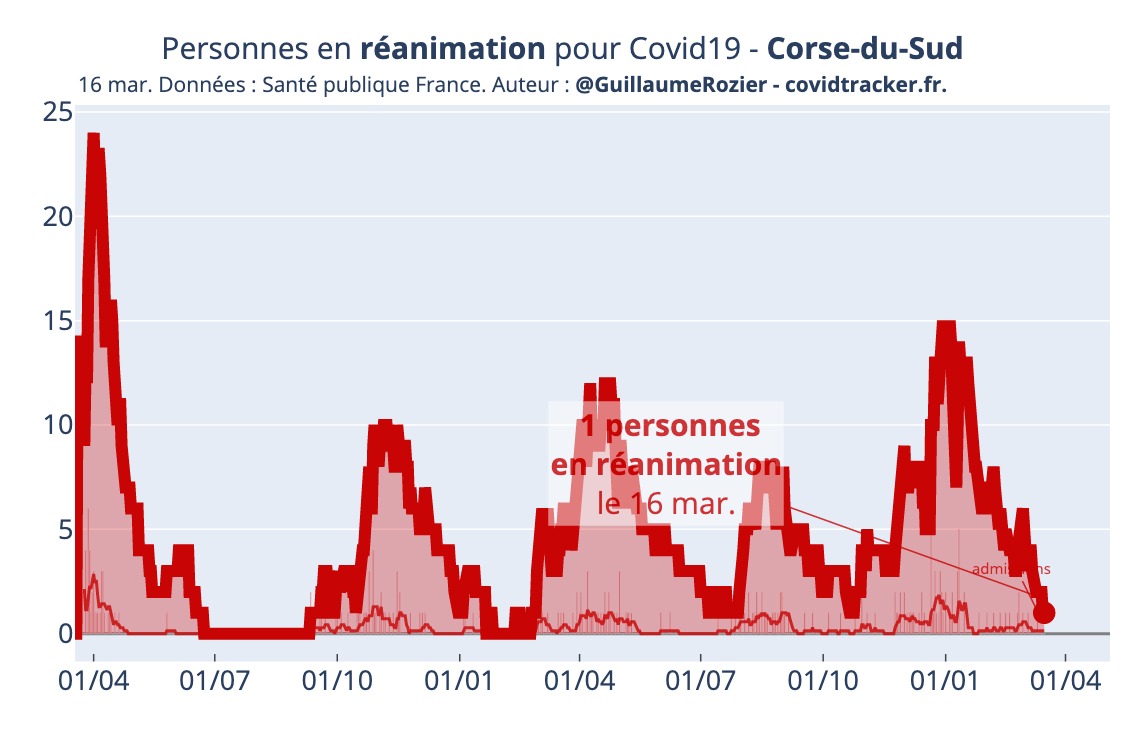 Personnes en réanimation pour Covid19 - Corse-du-Sud
16 mar. Données : Santé publique France. Auteur : @GuillaumeRozier - covidtracker.fr.
25
20
15
10
5
0
1 personnes
en réanimation
le 16 mar.
admissions
01/04
01/07
01/10
01/01
01/04
01/07
01/10
01/01
01/04